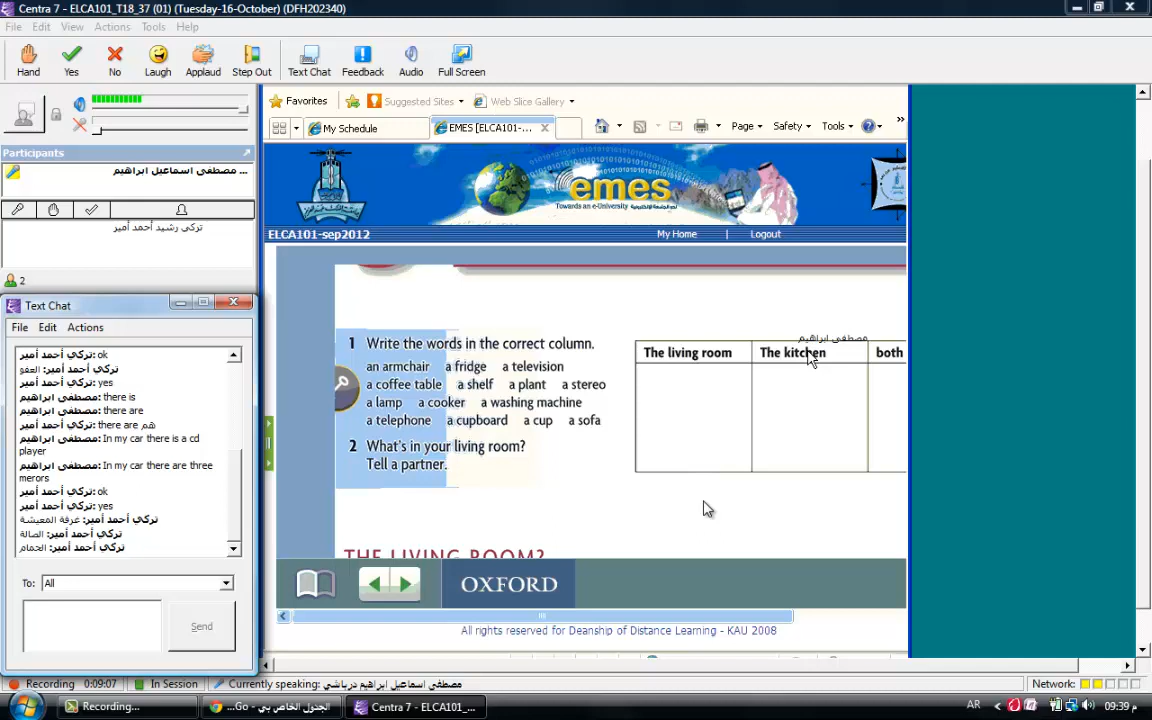 Centra 7 - ELCA101_T18_37 (01) (Tuesday-16-October) (DFH202340)
File Edit View Actions Tools Help
Hand Yes No Laugh Applaud Step Out Text Chat Feedback Audio Full Screen
Participants
مصطفى اسماعيل ابراهيم ...
تركى رشيد أحمد أمير
2
Text Chat
File Edit Actions
تركي أحمد أمير: ok
تركي أحمد أمير: العفو
تركي أحمد أمير: yes
مصطفى ابراهيم: there is
مصطفى ابراهيم: there are
تركي أحمد أمير: there are هم
مصطفى ابراهيم: In my car there is a cd
player
مصطفى ابراهيم: In my car there are three
merors
تركي أحمد أمير: ok
تركي أحمد أمير: yes
تركي أحمد أمير: غرفة المعيشة
تركي أحمد أمير: الصالة
تركي أحمد أمير: الحمام
To: All
Send
Favorites Suggested Sites Web Slice Gallery
My Schedule EMES [ELCA101-... Page Safety Tools
emes
Towards an e-University
ELCA101-sep2012 My Home | Logout
1 Write the words in the correct column.
an armchair a fridge a television
a coffee table a shelf a plant a stereo
a lamp a cooker a washing machine
a telephone a cupboard a cup a sofa
2 What's in your living room?
Tell a partner.
مصطفى ابراهيم
The living room The kitchen both
THE LIVING ROOM?
OXFORD
All rights reserved for Deanship of Distance Learning - KAU 2008
Recording 0:09:07 In Session Currently speaking: مصطفى اسماعيل ابراهيم درباشي Network:
Recording... الجدول الخاص بي - Go... Centra 7 - ELCA101_... AR 09:39 م